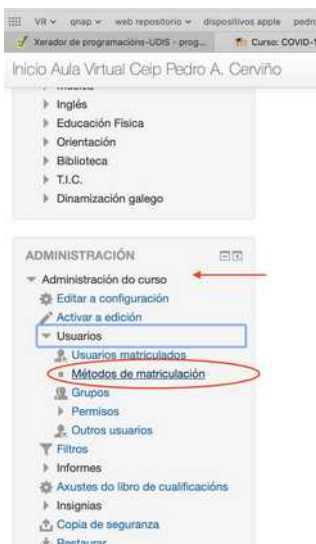 VR qnap web repositorio dispositivos apple pedro
Xerador de programacións-UDIS - prog... Curso: COVID-1
Inicio Aula Virtual Ceip Pedro A. Cerviño
Inglés
Educación Física
Orientación
Biblioteca
T.I.C.
Dinamización galego
ADMINISTRACIÓN
Administración do curso
Editar a configuración
Activar a edición
Usuarios
Usuarios matriculados
Métodos de matriculación
Grupos
Permisos
Outros usuarios
Filtros
Informes
Axustes do libro de cualificacións
Insignias
Copia de seguranza
Restaurar